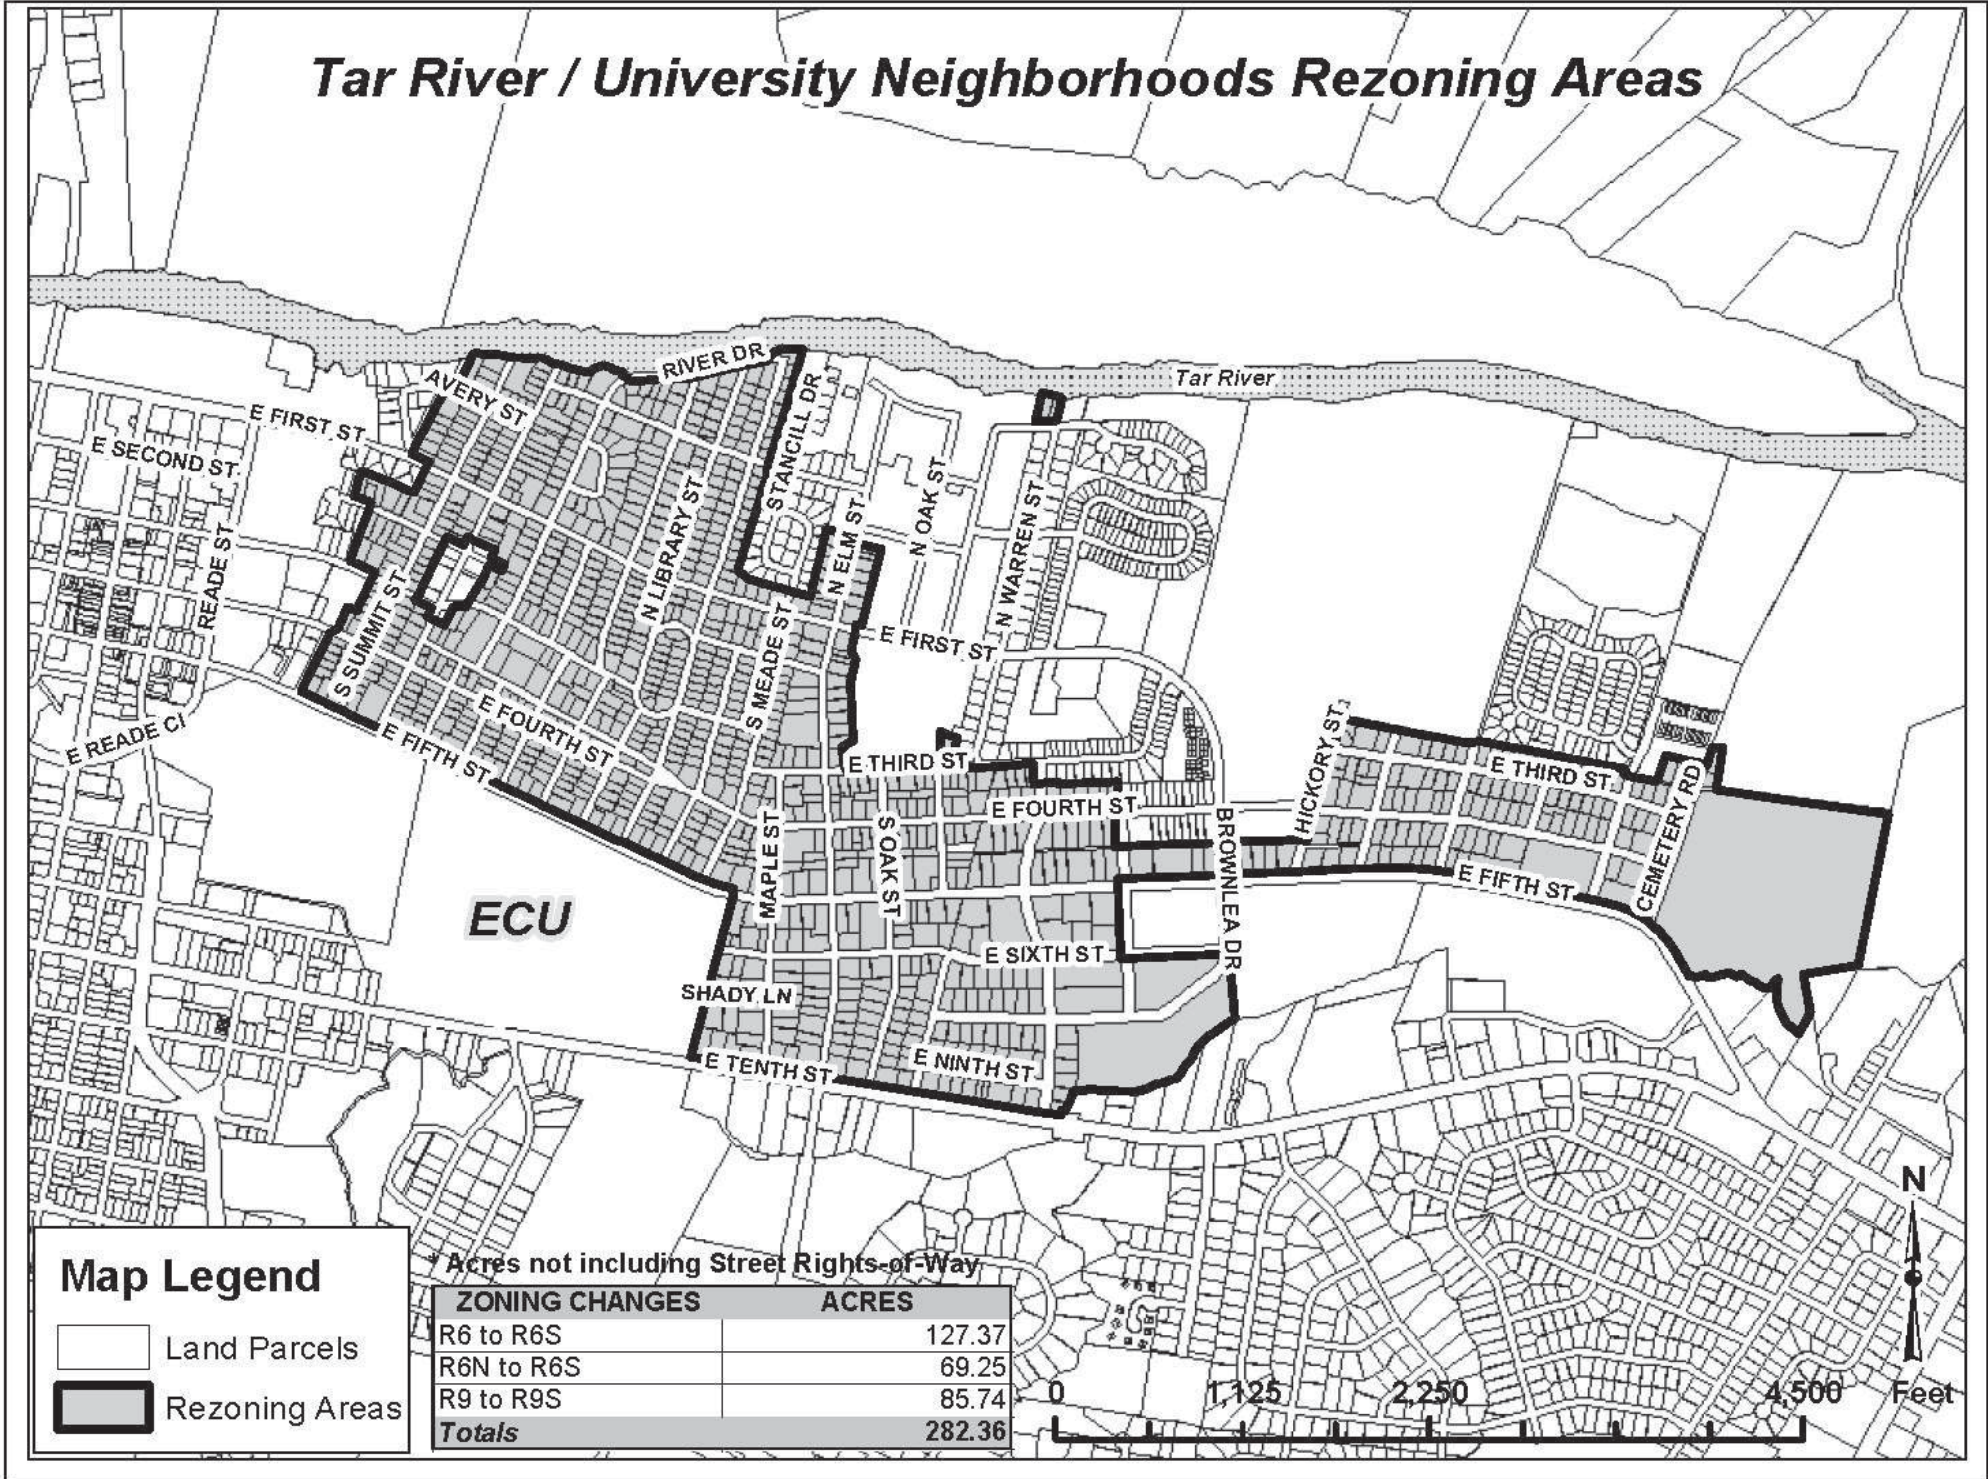 Tar River / University Neighborhoods Rezoning Areas
RIVER DR
AVERY ST
STANCILL DR
Tar River
E FIRST ST
E SECOND ST
READE ST
N LIBRARY ST
N ELM ST
N OAK ST
N WARREN ST
S SUMMIT ST
S MEADE ST
E FIRST ST
E READE CI
E FOURTH ST
E FIFTH ST
E THIRD ST
HICKORY ST
E THIRD ST
E FOURTH ST
CEMETERY RD
MAPLE ST
S OAK ST
BROWNLEA DR
E FIFTH ST
ECU
E SIXTH ST
SHADY LN
E TENTH ST
E NINTH ST
N
Map Legend
Land Parcels
Rezoning Areas
* Acres not including Street Rights-of-Way
ZONING CHANGES ACRES
R6 to R6S 127.37
R6N to R6S 69.25
R9 to R9S 85.74
Totals 282.36
0 1,125 2,250 4,500 Feet